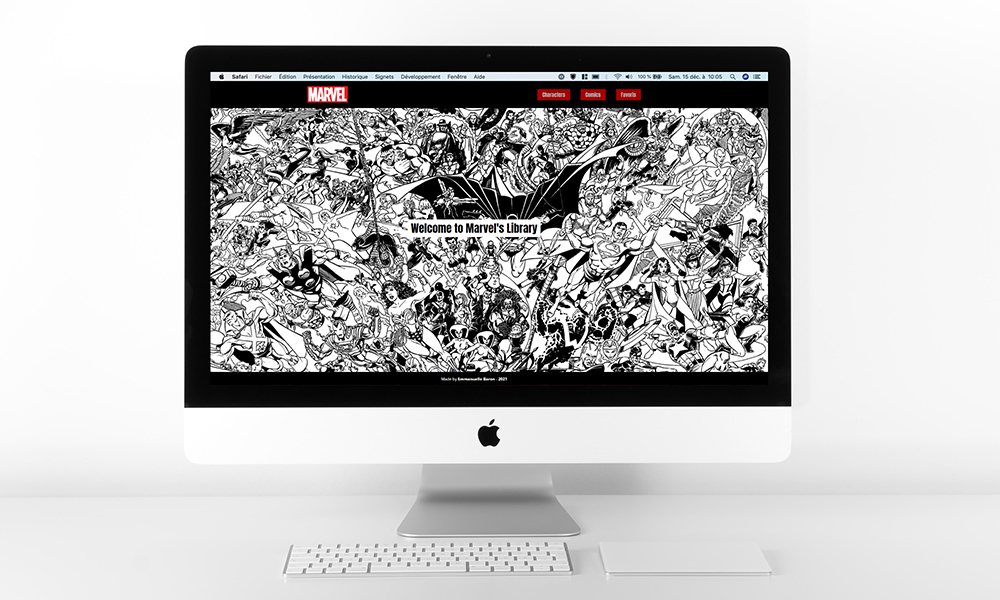 Safari Fichier Édition Présentation Historique Signets Développement Fenêtre Aide 100 % Sam. 15 déc. à 10:05
MARVEL Characters Comics Favoris
Welcome to Marvel's Library
Made by Emmanuelle Baron - 2021